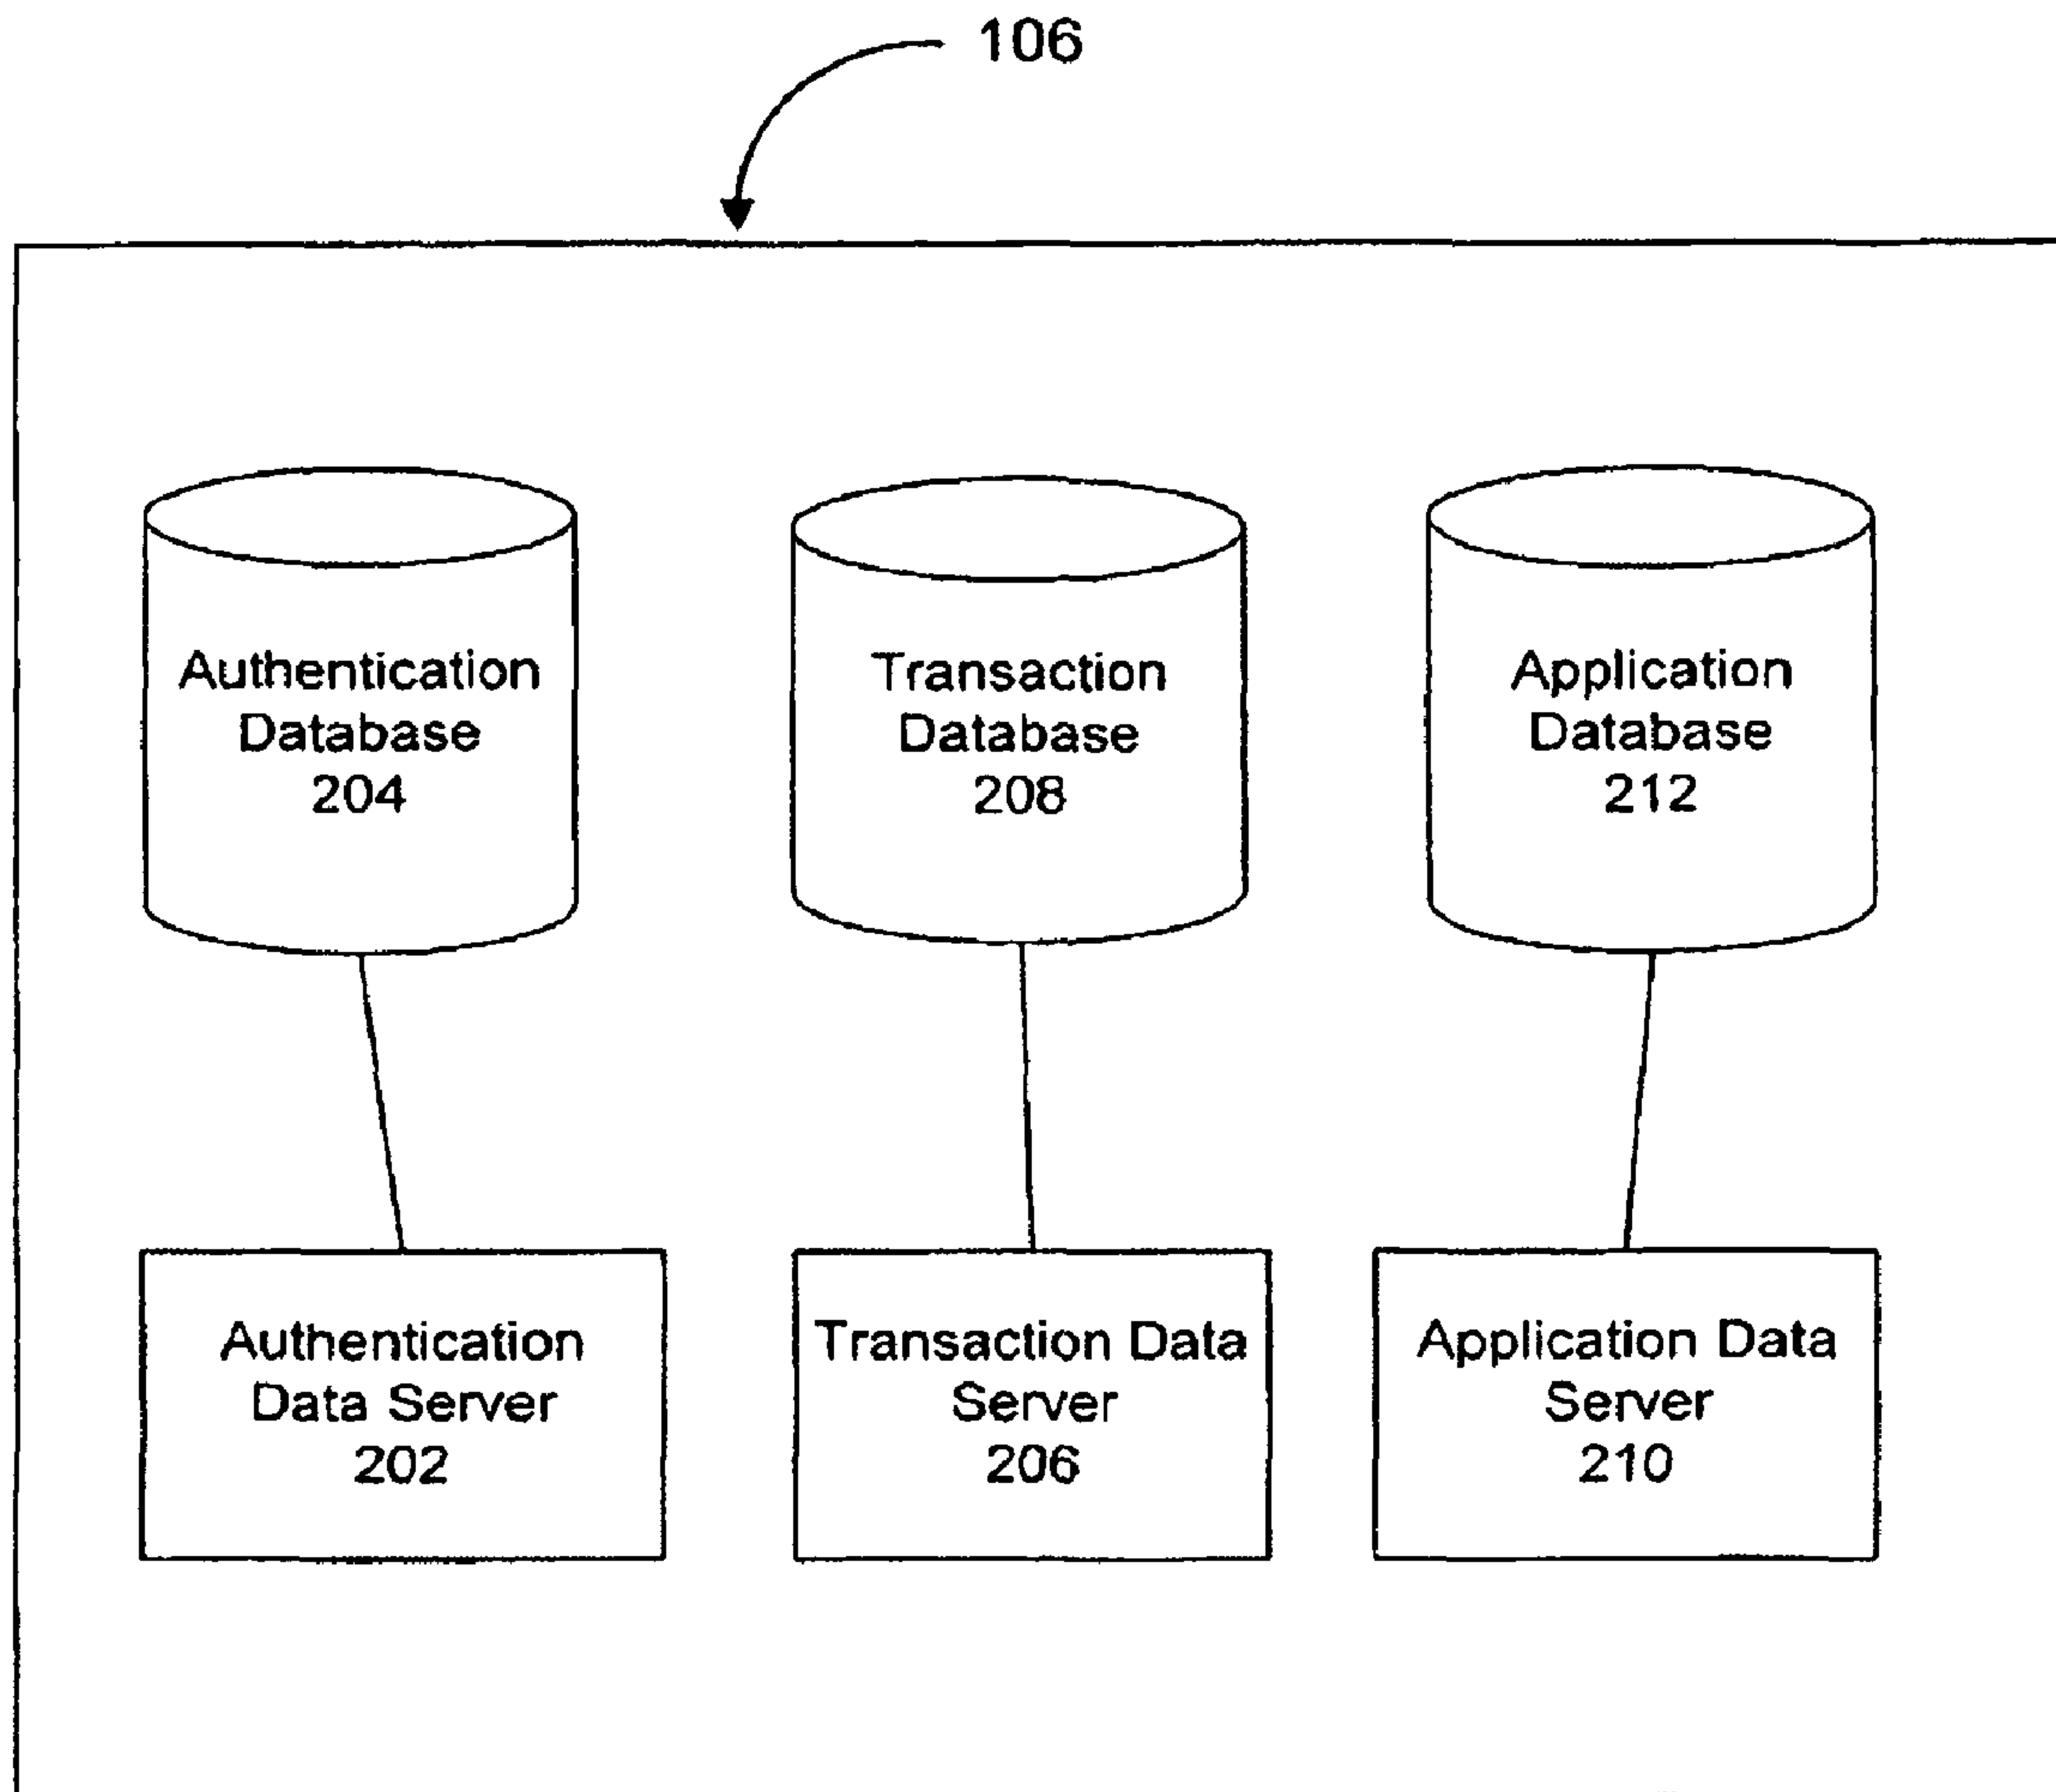 106
Authentication
Database
204
Transaction
Database
208
Application
Database
212
Authentication
Data Server
202
Transaction Data
Server
206
Application Data
Server
210